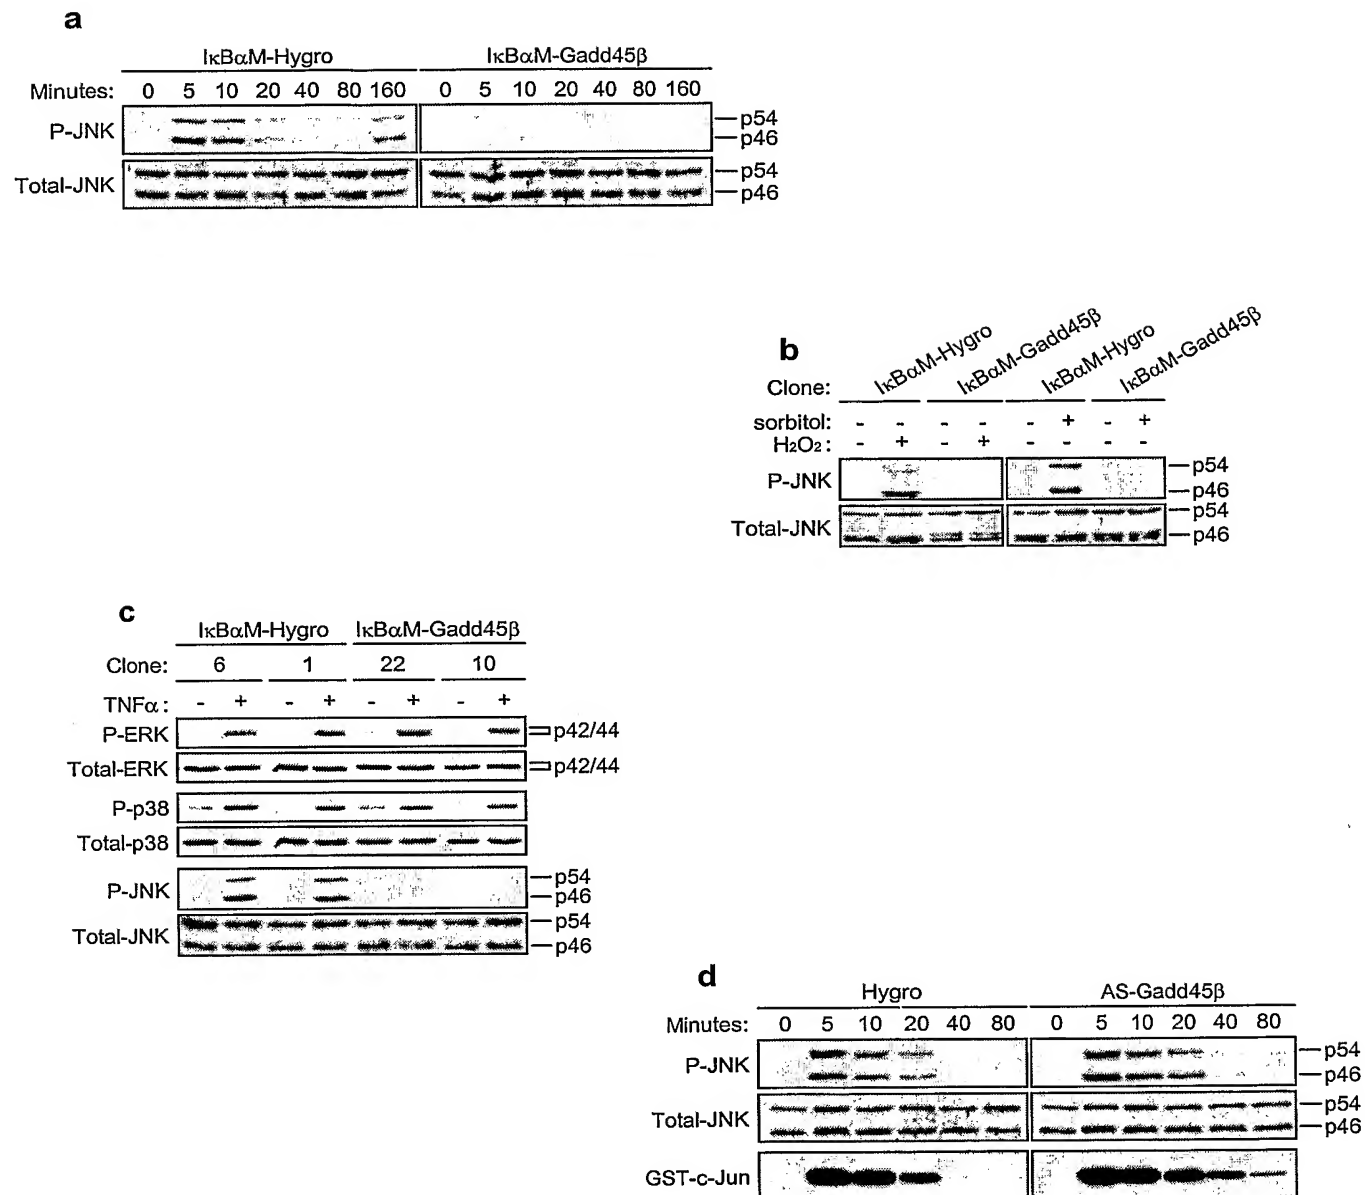 a
IκBαM-Hygro IκBαM-Gadd45β
Minutes: 0 5 10 20 40 80 160 0 5 10 20 40 80 160
P-JNK p54
p46
Total-JNK p54
p46
b
Clone: IκBαM-Hygro IκBαM-Gadd45β IκBαM-Hygro IκBαM-Gadd45β
sorbitol: - - - - - + - +
H2O2: - + - + - - - -
P-JNK p54
p46
Total-JNK p54
p46
c
IκBαM-Hygro IκBαM-Gadd45β
Clone: 6 1 22 10
TNFα: - + - + - + - +
P-ERK p42/44
Total-ERK p42/44
P-p38
Total-p38
P-JNK p54
p46
Total-JNK p54
p46
d
Hygro AS-Gadd45β
Minutes: 0 5 10 20 40 80 0 5 10 20 40 80
P-JNK p54
p46
Total-JNK p54
p46
GST-c-Jun